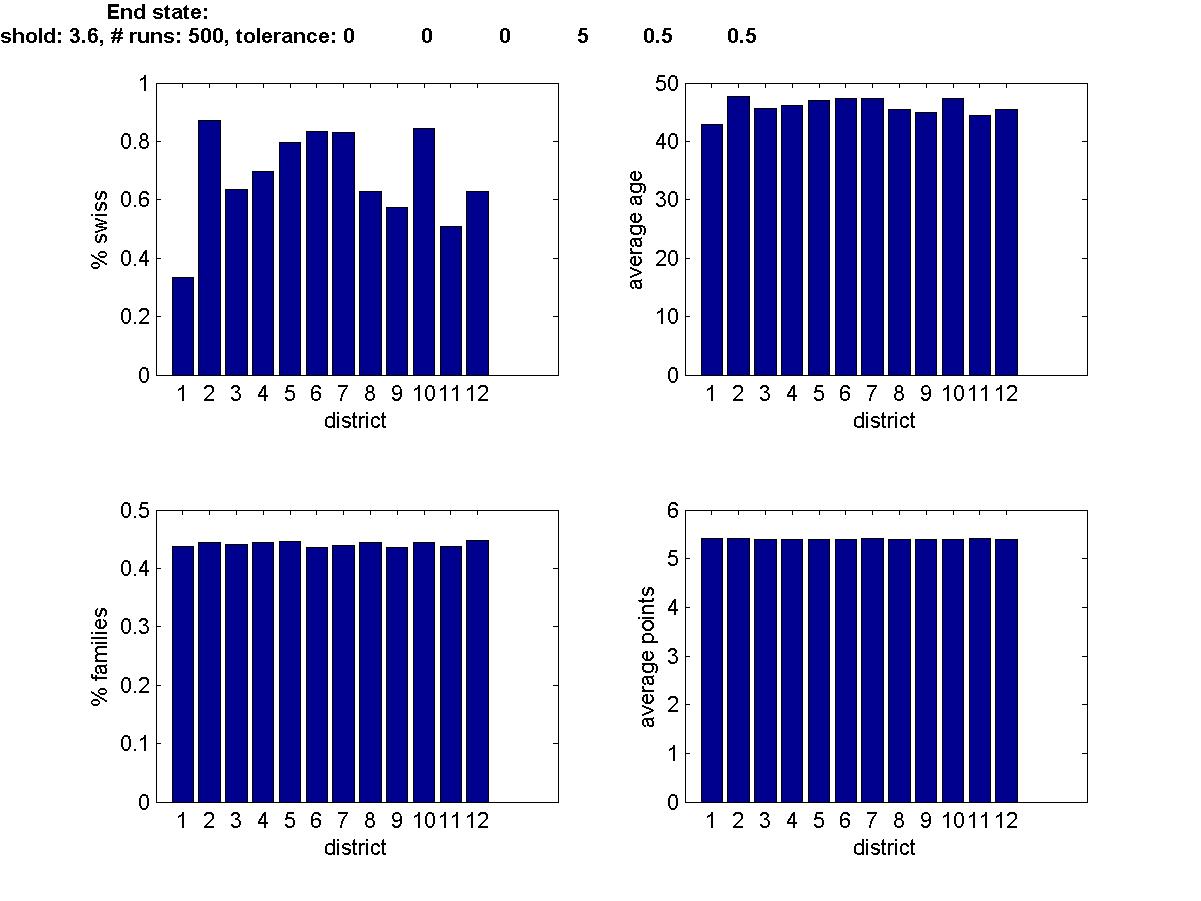 End state:
shold: 3.6, # runs: 500, tolerance: 0 0 0 5 0.5 0.5
1
0.8
0.6
0.4
0.2
0
% swiss
1 2 3 4 5 6 7 8 9 10 11 12
district
50
40
30
20
10
0
average age
1 2 3 4 5 6 7 8 9 10 11 12
district
0.5
0.4
0.3
0.2
0.1
0
% families
1 2 3 4 5 6 7 8 9 10 11 12
district
6
5
4
3
2
1
0
average points
1 2 3 4 5 6 7 8 9 10 11 12
district